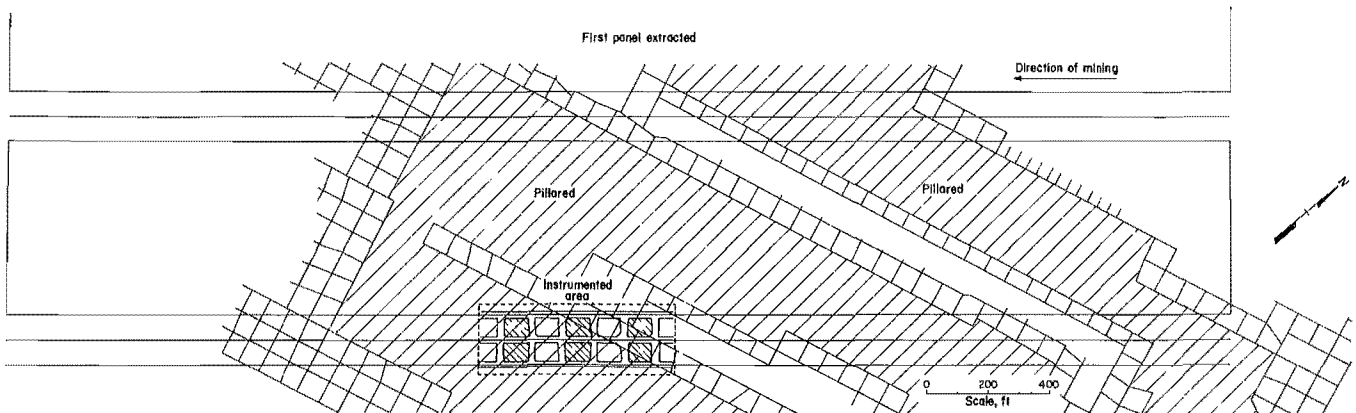 First panel extracted
Direction of mining
Pillared
Pillared
N
Instrumented
area
0 200 400
Scale, ft